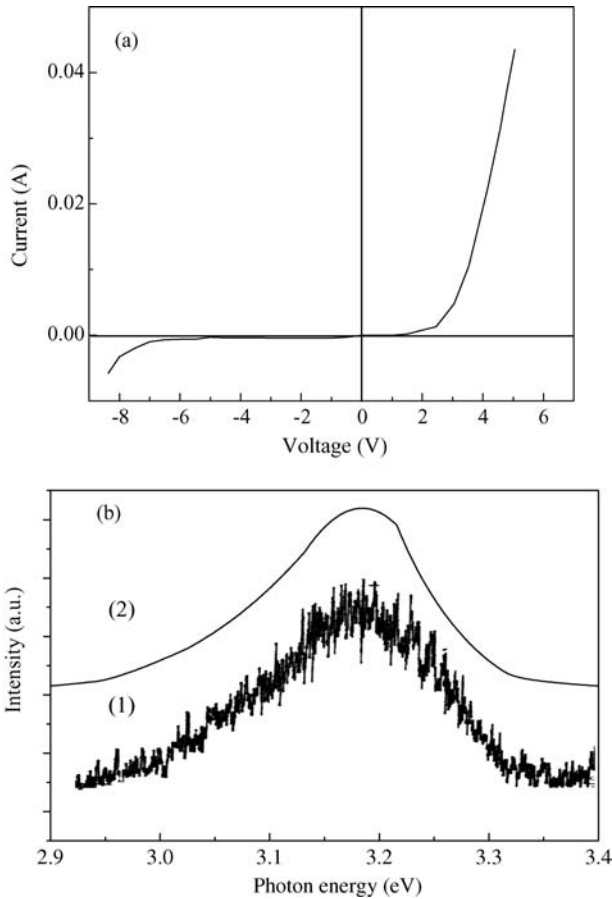 (a)
0.04
0.02
0.00
Current (A)
-8 -6 -4 -2 0 2 4 6
Voltage (V)
(b)
(2)
(1)
Intensity (a.u.)
2.9 3.0 3.1 3.2 3.3 3.4
Photon energy (eV)